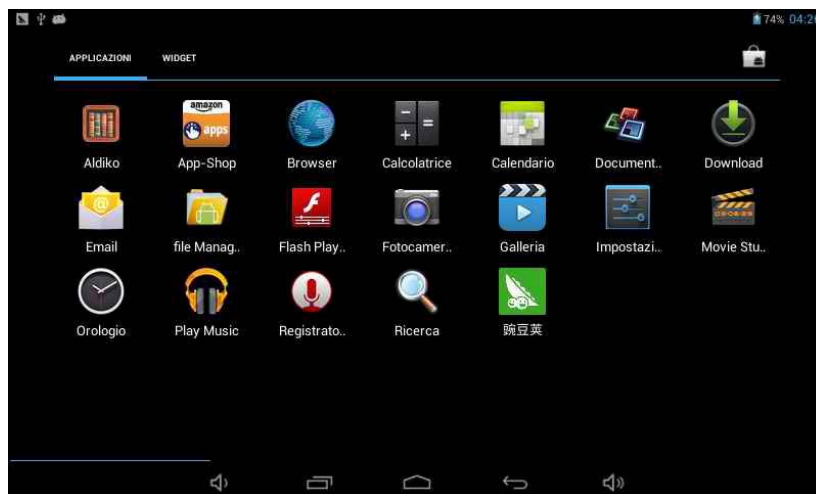 74% 04:20
APPLICAZIONI WIDGET
amazon
apps
Aldiko App-Shop Browser Calcolatrice Calendario Document.. Download
Email file Manag.. Flash Play.. Fotocamer.. Galleria Impostazi.. Movie Stu..
Orologio Play Music Registrato.. Ricerca 豌豆荚